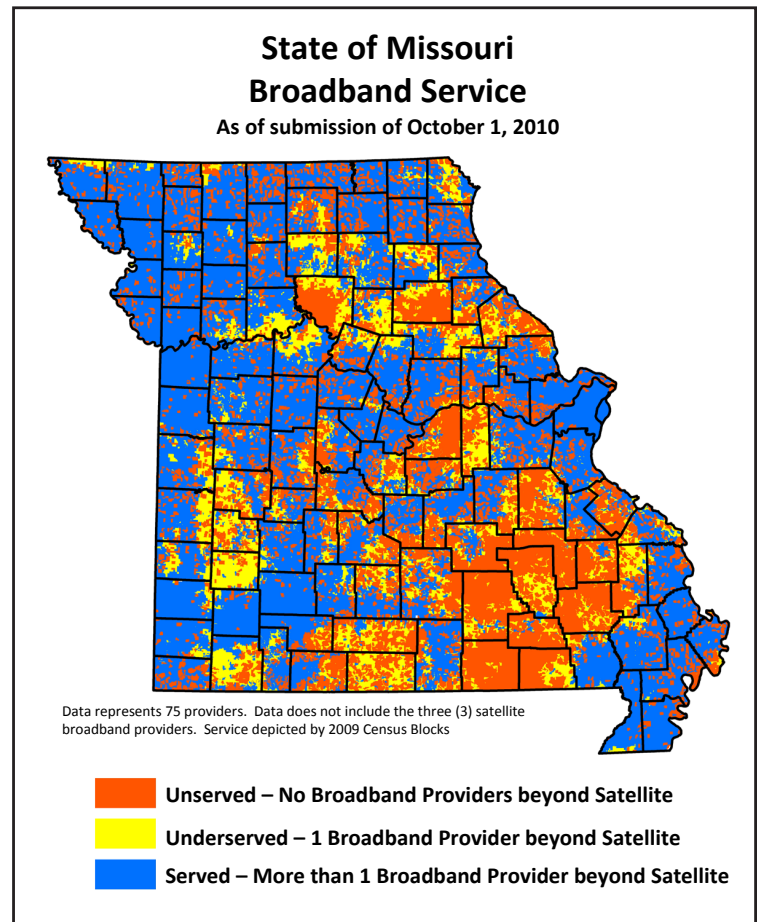 State of Missouri
Broadband Service
As of submission of October 1, 2010
Data represents 75 providers.  Data does not include the three (3) satellite
broadband providers.  Service depicted by 2009 Census Blocks
Unserved – No Broadband Providers beyond Satellite
Underserved – 1 Broadband Provider beyond Satellite
Served – More than 1 Broadband Provider beyond Satellite